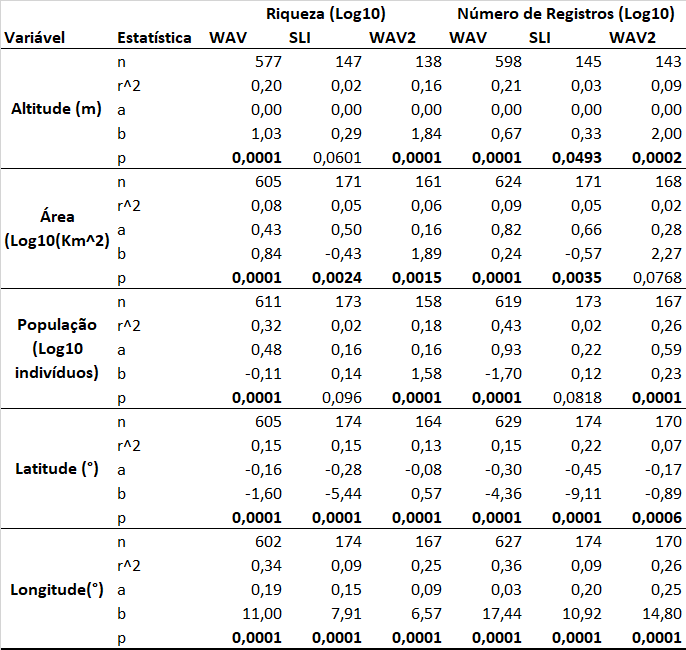 Riqueza (Log10) Número de Registros (Log10)
Variável Estatística WAV SLI WAV2 WAV SLI WAV2
n 577 147 138 598 145 143
r^2 0,20 0,02 0,16 0,21 0,03 0,09
Altitude (m) a 0,00 0,00 0,00 0,00 0,00 0,00
b 1,03 0,29 1,84 0,67 0,33 2,00
p 0,0001 0,0601 0,0001 0,0001 0,0493 0,0002
n 605 171 161 624 171 168
r^2 0,08 0,05 0,06 0,09 0,05 0,02
Área
(Log10(Km^2) a 0,43 0,50 0,16 0,82 0,66 0,28
b 0,84 -0,43 1,89 0,24 -0,57 2,27
p 0,0001 0,0024 0,0015 0,0001 0,0035 0,0768
n 611 173 158 619 173 167
População r^2 0,32 0,02 0,18 0,43 0,02 0,26
(Log10 a 0,48 0,16 0,16 0,93 0,22 0,59
indivíduos) b -0,11 0,14 1,58 -1,70 0,12 0,23
p 0,0001 0,096 0,0001 0,0001 0,0818 0,0001
n 605 174 164 629 174 170
r^2 0,15 0,15 0,13 0,15 0,22 0,07
Latitude (°) a -0,16 -0,28 -0,08 -0,30 -0,45 -0,17
b -1,60 -5,44 0,57 -4,36 -9,11 -0,89
p 0,0001 0,0001 0,0001 0,0001 0,0001 0,0006
n 602 174 167 627 174 170
r^2 0,34 0,09 0,25 0,36 0,09 0,26
Longitude(°) a 0,19 0,15 0,09 0,03 0,20 0,25
b 11,00 7,91 6,57 17,44 10,92 14,80
p 0,0001 0,0001 0,0001 0,0001 0,0001 0,0001